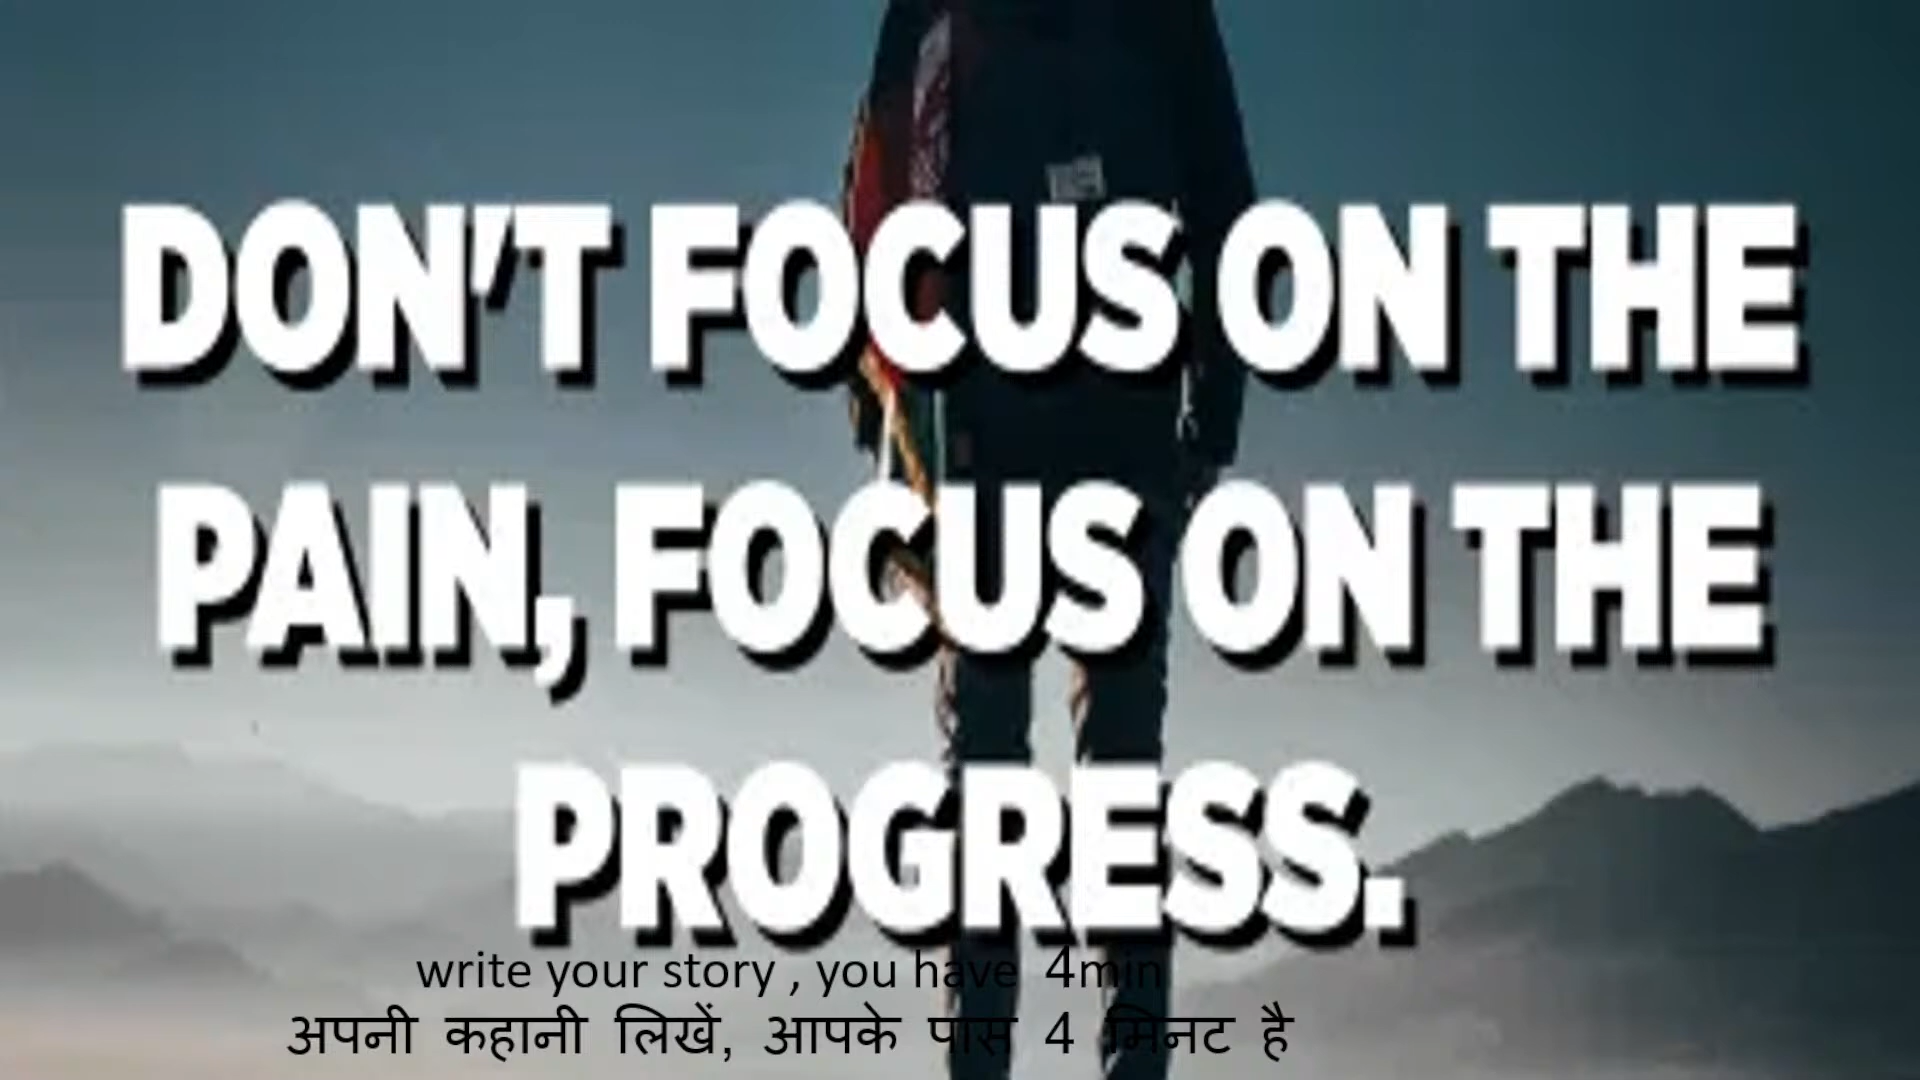 DON'T FOCUS ON THE
PAIN, FOCUS ON THE
PROGRESS.
write your story , you have 4min
अपनी कहानी लिखें, आपके पास 4 मिनट है